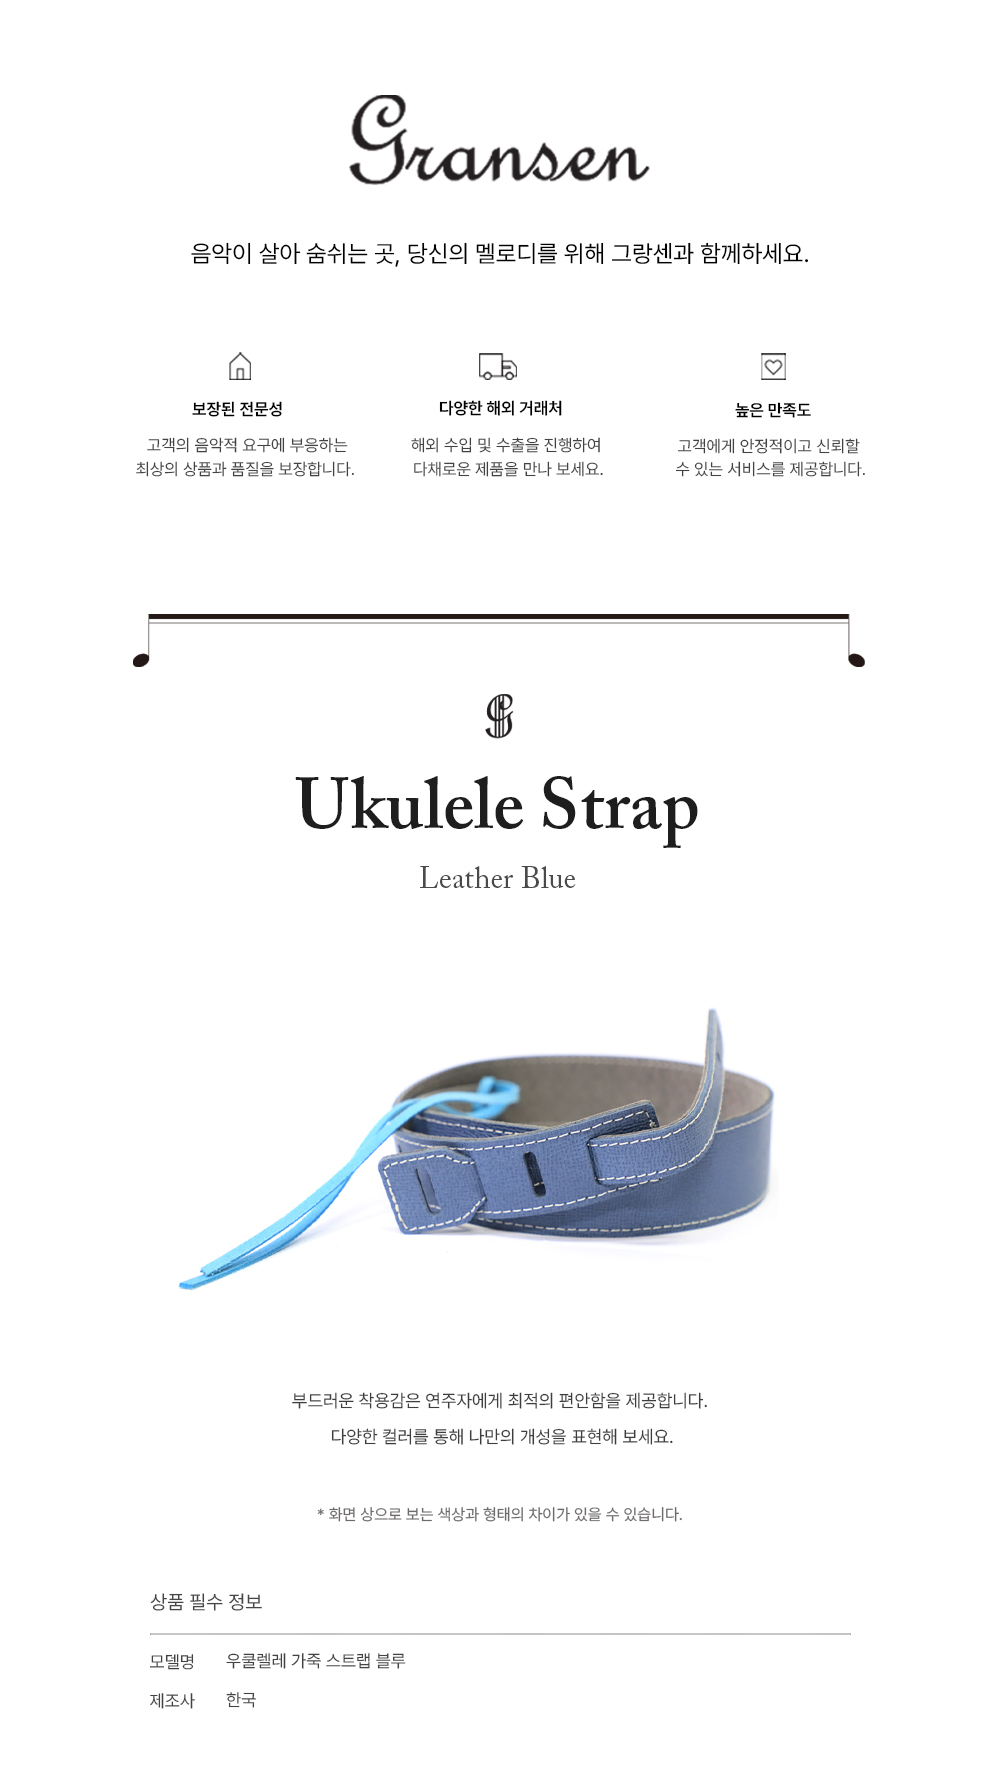 Gransen
음악이 살아 숨쉬는 곳, 당신의 멜로디를 위해 그랑센과 함께하세요.
보장된 전문성
고객의 음악적 요구에 부응하는
최상의 상품과 품질을 보장합니다.
다양한 해외 거래처
해외 수입 및 수출을 진행하여
다채로운 제품을 만나 보세요.
높은 만족도
고객에게 안정적이고 신뢰할
수 있는 서비스를 제공합니다.
Ukulele Strap
Leather Blue
부드러운 착용감은 연주자에게 최적의 편안함을 제공합니다.
다양한 컬러를 통해 나만의 개성을 표현해 보세요.
* 화면 상으로 보는 색상과 형태의 차이가 있을 수 있습니다.
상품 필수 정보
모델명 우쿨렐레 가죽 스트랩 블루
제조사 한국